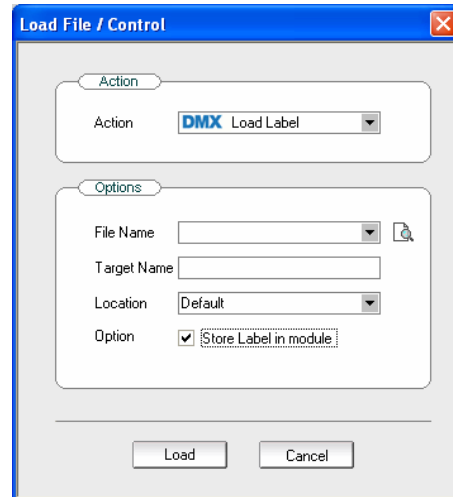 Load File / Control
Action
Action DMX Load Label
Options
File Name
Target Name
Location Default
Option Store Label in module
Load Cancel